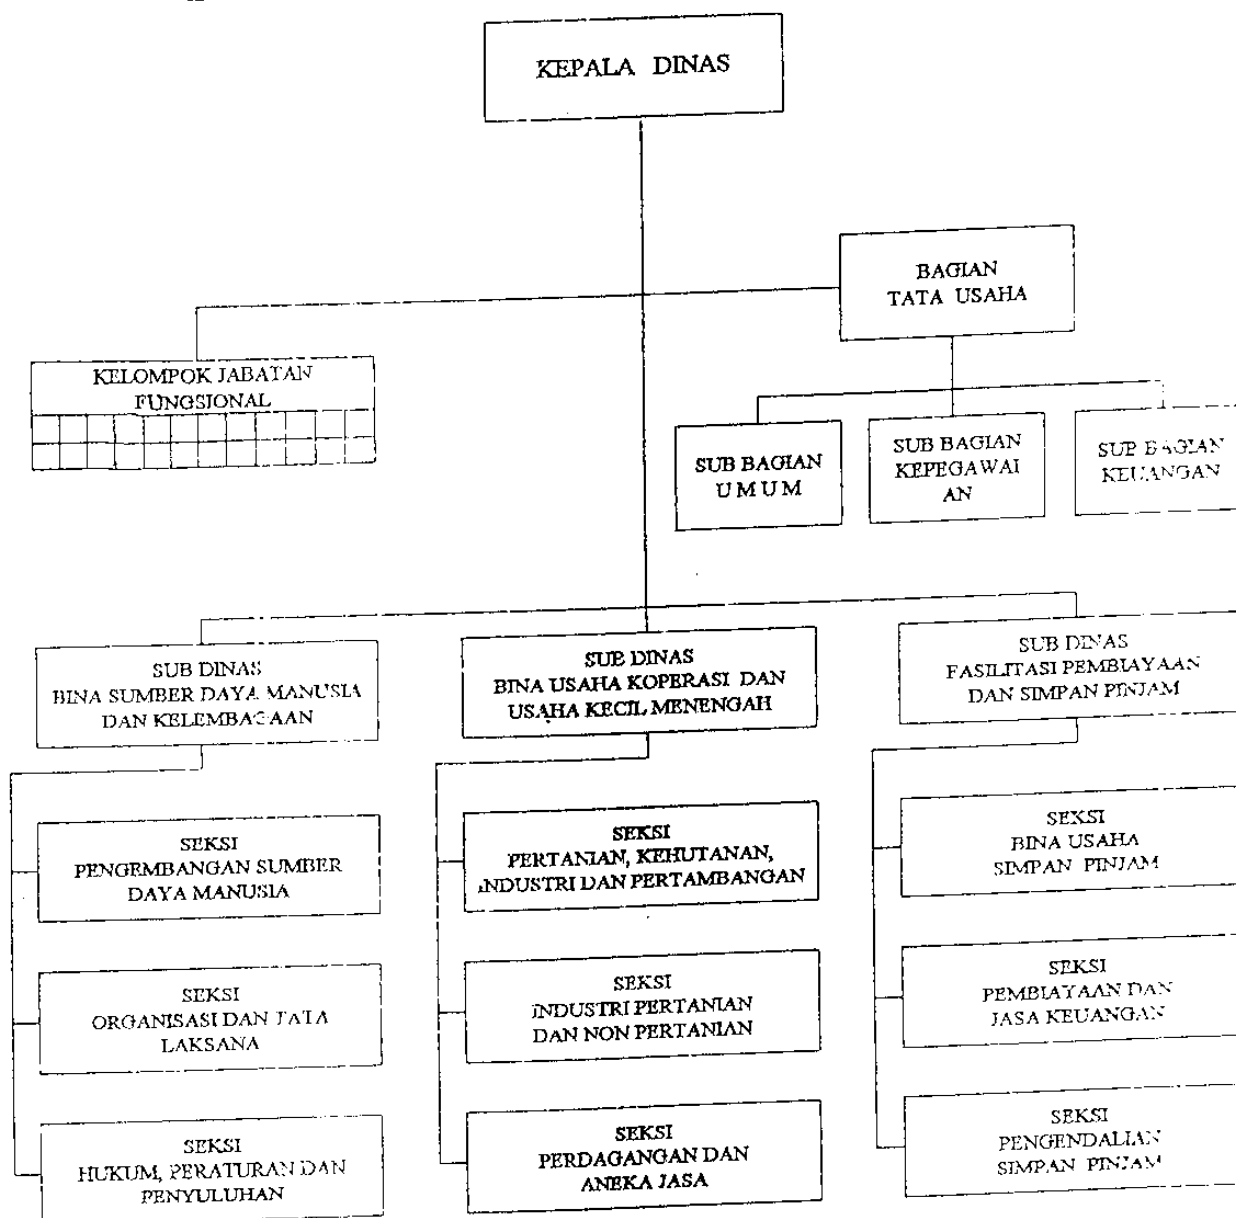 KEPALA DINAS
BAGIAN
TATA USAHA
KELOMPOK JABATAN
FUNGSIONAL
SUB BAGIAN
U M U M
SUB BAGIAN
KEPEGAWAI
AN
SUB BAGIAN
KEUANGAN
SUB DINAS
BINA SUMBER DAYA MANUSIA
DAN KELEMBAGAAN
SUB DINAS
BINA USAHA KOPERASI DAN
USAHA KECIL MENENGAH
SUB DINAS
FASILITASI PEMBIAYAAN
DAN SIMPAN PINJAM
SEKSI
PENGEMBANGAN SUMBER
DAYA MANUSIA
SEKSI
PERTANIAN, KEHUTANAN,
INDUSTRI DAN PERTAMBANGAN
SEKSI
BINA USAHA
SIMPAN PINJAM
SEKSI
ORGANISASI DAN TATA
LAKSANA
SEKSI
INDUSTRI PERTANIAN
DAN NON PERTANIAN
SEKSI
PEMBIAYAAN DAN
JASA KEUANGAN
SEKSI
HUKUM, PERATURAN DAN
PENYULUHAN
SEKSI
PERDAGANGAN DAN
ANEKA JASA
SEKSI
PENGENDALIAN
SIMPAN PINJAM